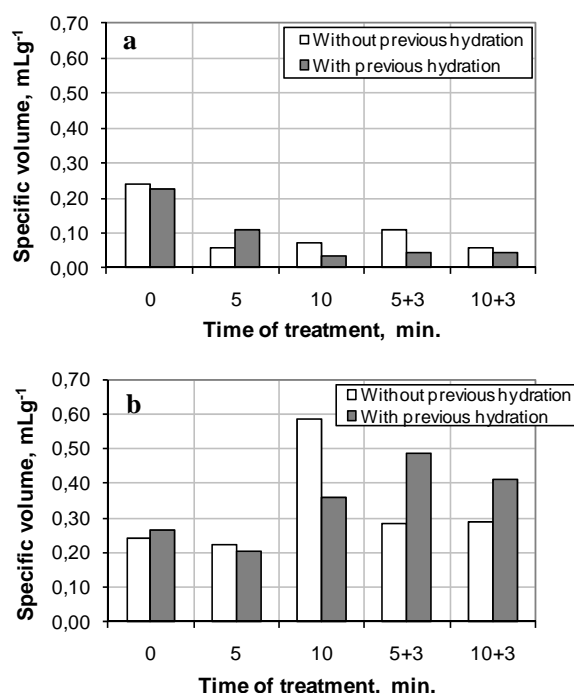 a
Without previous hydration
With previous hydration
Specific volume, mLg-1
0,70
0,60
0,50
0,40
0,30
0,20
0,10
0,00
0 5 10 5+3 10+3
Time of treatment, min.
b
Without previous hydration
With previous hydration
Specific volume, mLg-1
0,70
0,60
0,50
0,40
0,30
0,20
0,10
0,00
0 5 10 5+3 10+3
Time of treatment, min.